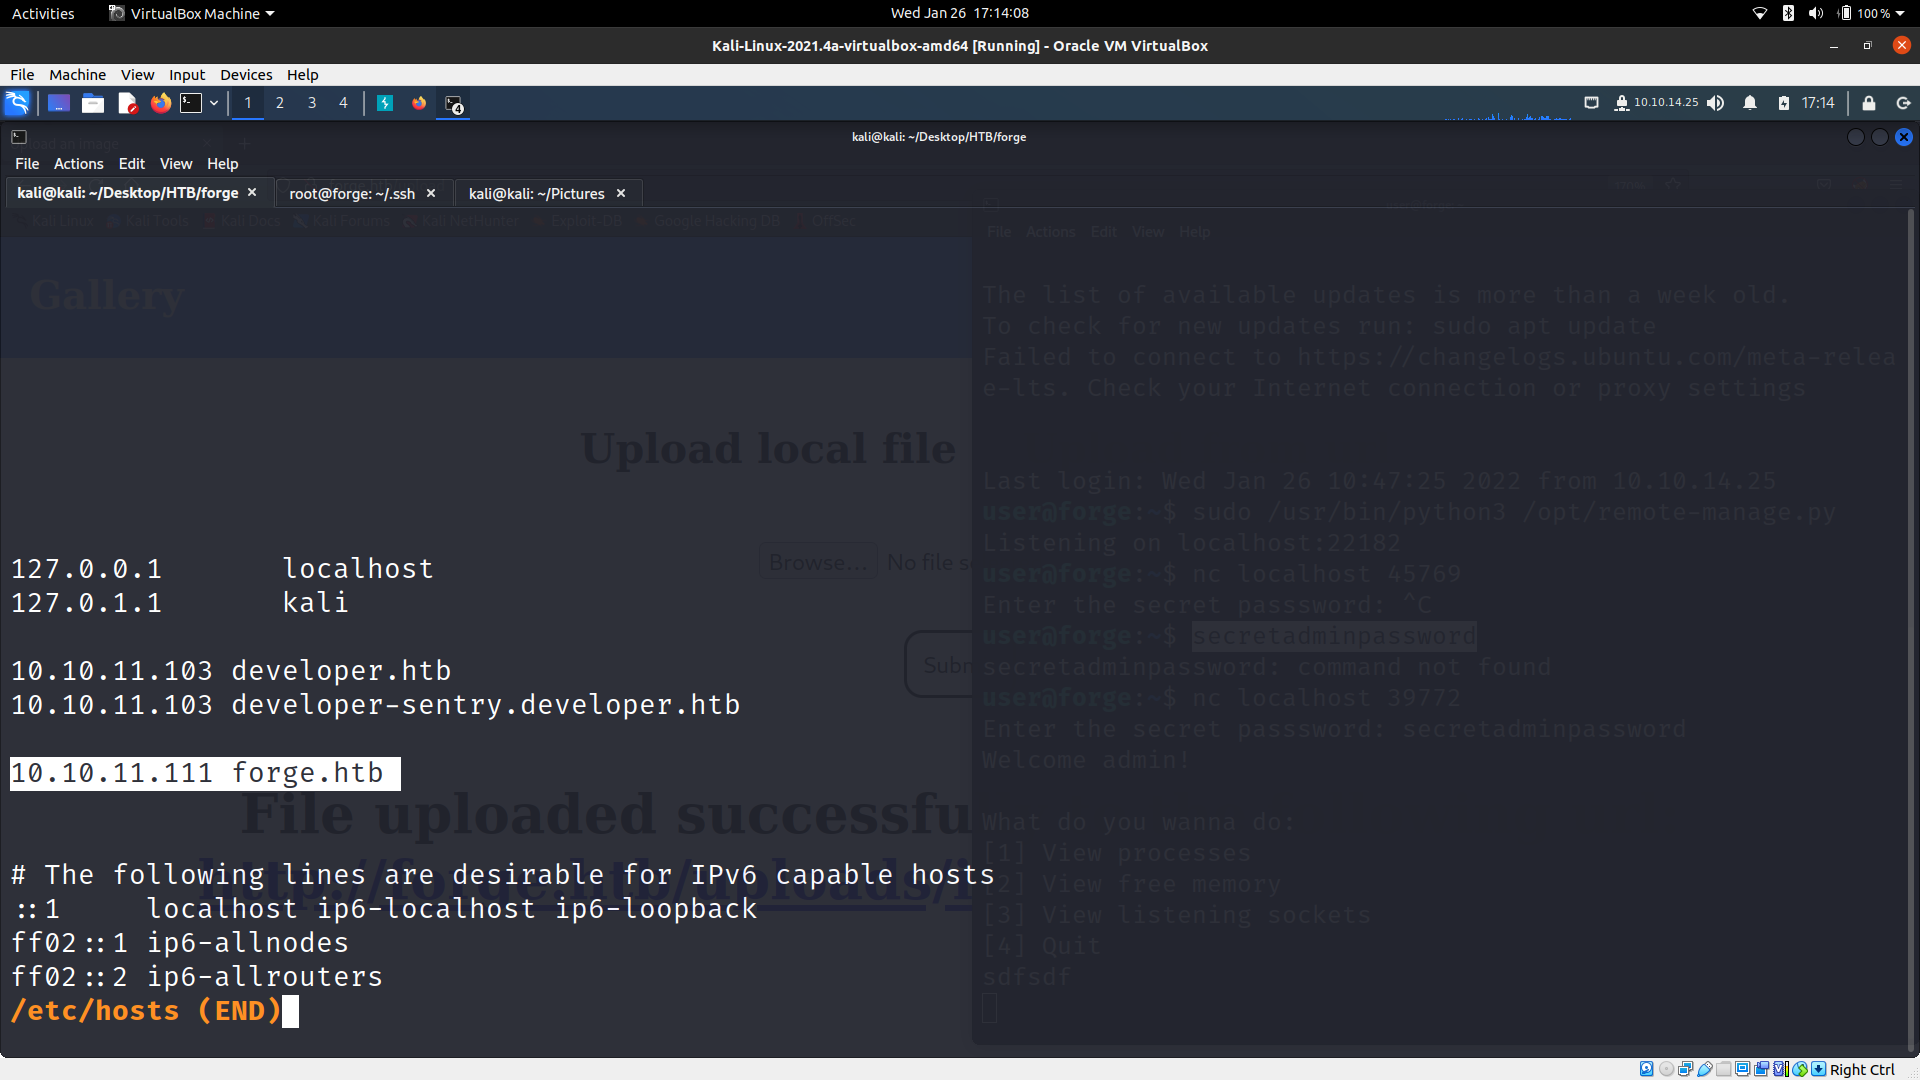 Activities VirtualBox Machine Wed Jan 26 17:14:08 100 %
Kali-Linux-2021.4a-virtualbox-amd64 [Running] - Oracle VM VirtualBox
File Machine View Input Devices Help
1 2 3 4 4 10.10.14.25 17:14
kali@kali: ~/Desktop/HTB/forge
File Actions Edit View Help
kali@kali: ~/Desktop/HTB/forge root@forge: ~/.ssh kali@kali: ~/Pictures
Kali Linux Kali Tools Kali Docs Kali Forums Kali NetHunter Exploit-DB Google Hacking DB OffSec
File Actions Edit View Help
Gallery
The list of available updates is more than a week old.
To check for new updates run: sudo apt update
Failed to connect to https://changelogs.ubuntu.com/meta-relea
e-lts. Check your Internet connection or proxy settings
Upload local file
Last login: Wed Jan 26 10:47:25 2022 from 10.10.14.25
user@forge:~$ sudo /usr/bin/python3 /opt/remote-manage.py
Listening on localhost:22182
user@forge:~$ nc localhost 45769
Enter the secret passsword: ^C
user@forge:~$ secretadminpassword
secretadminpassword: command not found
user@forge:~$ nc localhost 39772
Enter the secret passsword: secretadminpassword
Welcome admin!
What do you wanna do:
[1] View processes
[2] View free memory
[3] View listening sockets
[4] Quit
sdfsdf
Browse... No file s
Sub
File uploaded successfu
http://forge.htb/uploads/
127.0.0.1 localhost
127.0.1.1 kali
10.10.11.103 developer.htb
10.10.11.103 developer-sentry.developer.htb
10.10.11.111 forge.htb
# The following lines are desirable for IPv6 capable hosts
::1 localhost ip6-localhost ip6-loopback
ff02::1 ip6-allnodes
ff02::2 ip6-allrouters
/etc/hosts (END)
Right Ctrl